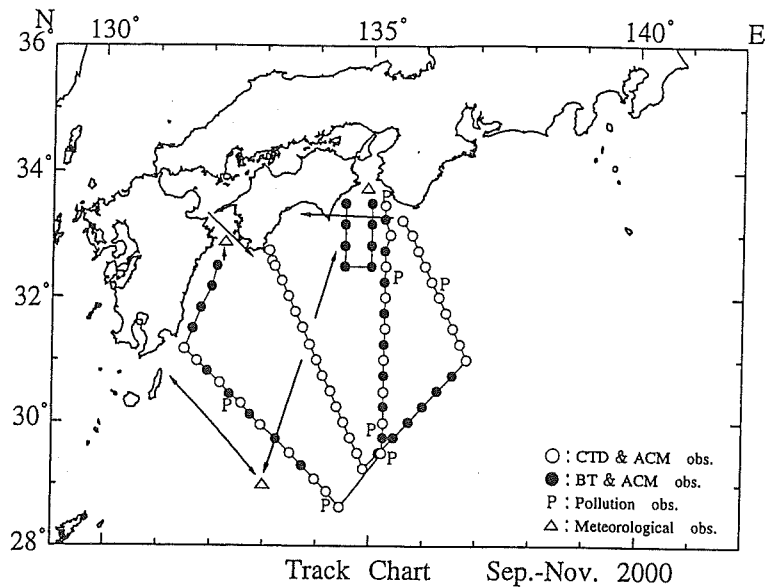 N 130° 135° 140° E
36°
34°
P
32°
P
P
P
30°
P
P
P
28°
○ : CTD & ACM obs.
● : BT & ACM obs.
P : Pollution obs.
△ : Meteorological obs.
Track Chart Sep.-Nov. 2000